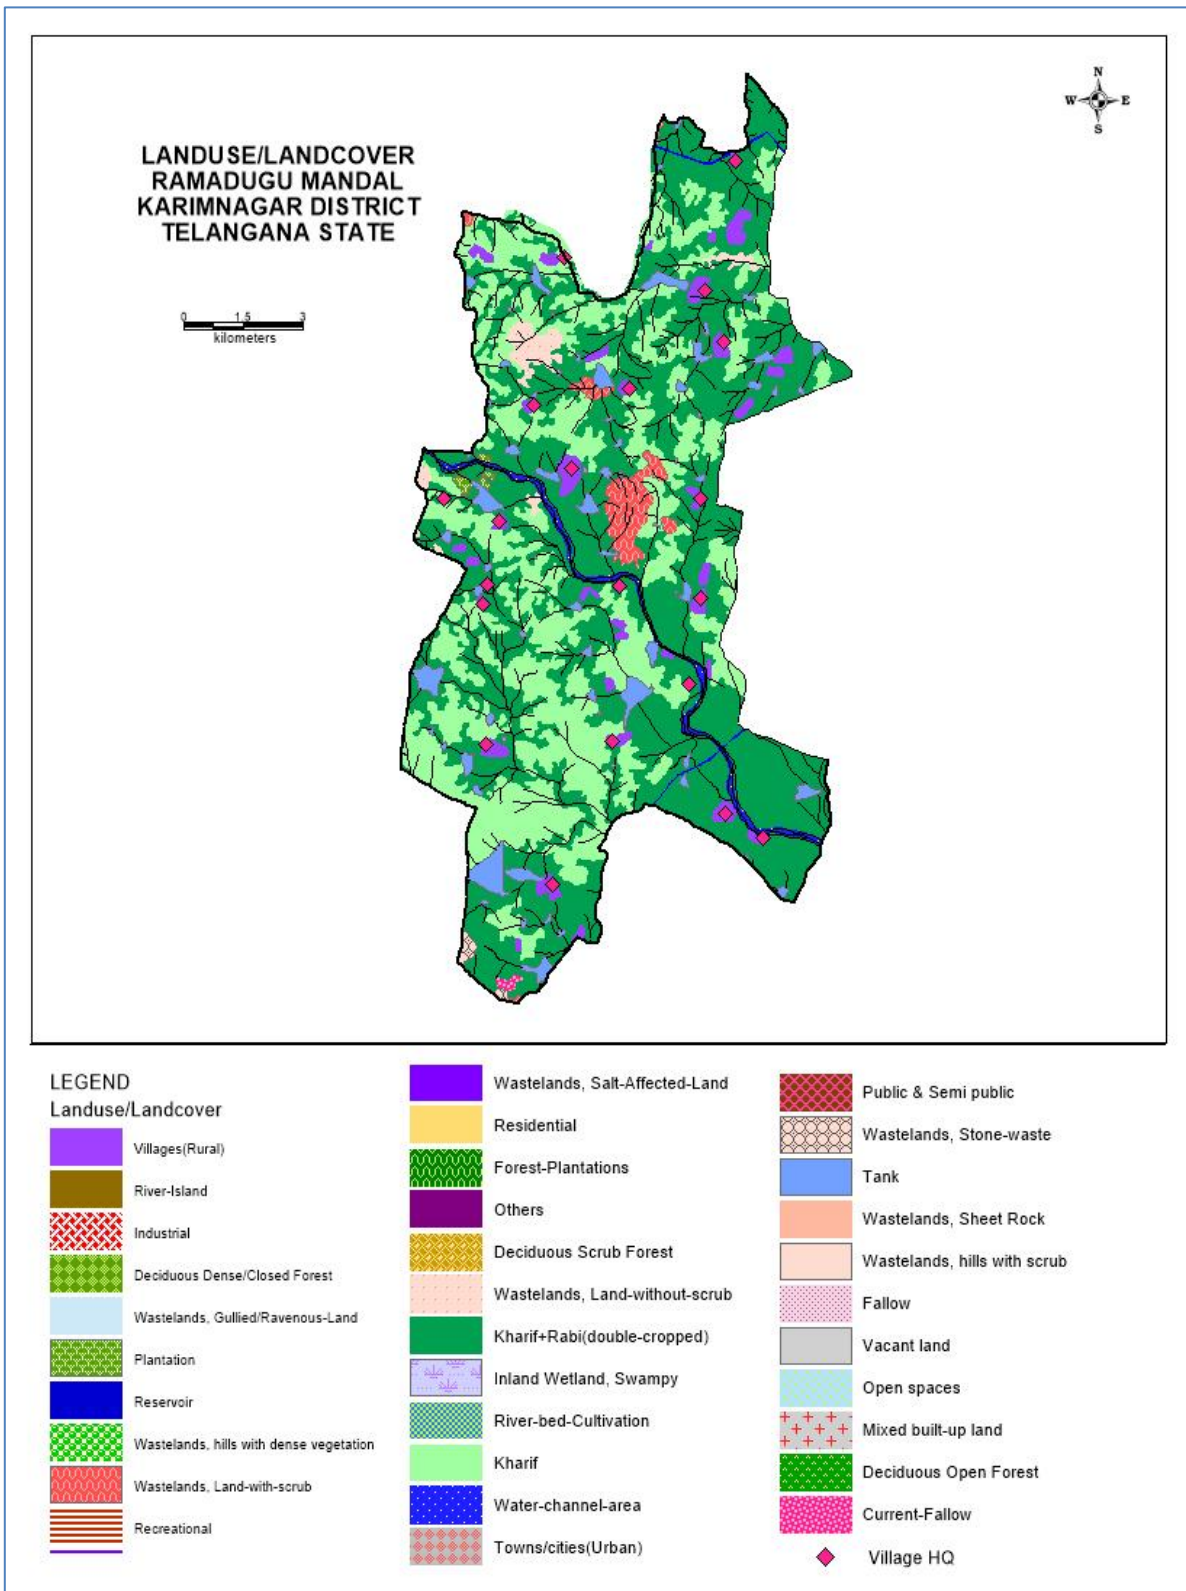 LANDUSE/LANDCOVER
RAMADUGU MANDAL
KARIMNAGAR DISTRICT
TELANGANA STATE
N
W E
S
0 1.5 3
kilometers
LEGEND
Landuse/Landcover
Villages(Rural)
River-Island
Industrial
Deciduous Dense/Closed Forest
Wastelands, Gullied/Ravenous-Land
Plantation
Reservoir
Wastelands, hills with dense vegetation
Wastelands, Land-with-scrub
Recreational
Wastelands, Salt-Affected-Land
Residential
Forest-Plantations
Others
Deciduous Scrub Forest
Wastelands, Land-without-scrub
Kharif+Rabi(double-cropped)
Inland Wetland, Swampy
River-bed-Cultivation
Kharif
Water-channel-area
Towns/cities(Urban)
Public & Semi public
Wastelands, Stone-waste
Tank
Wastelands, Sheet Rock
Wastelands, hills with scrub
Fallow
Vacant land
Open spaces
Mixed built-up land
Deciduous Open Forest
Current-Fallow
Village HQ